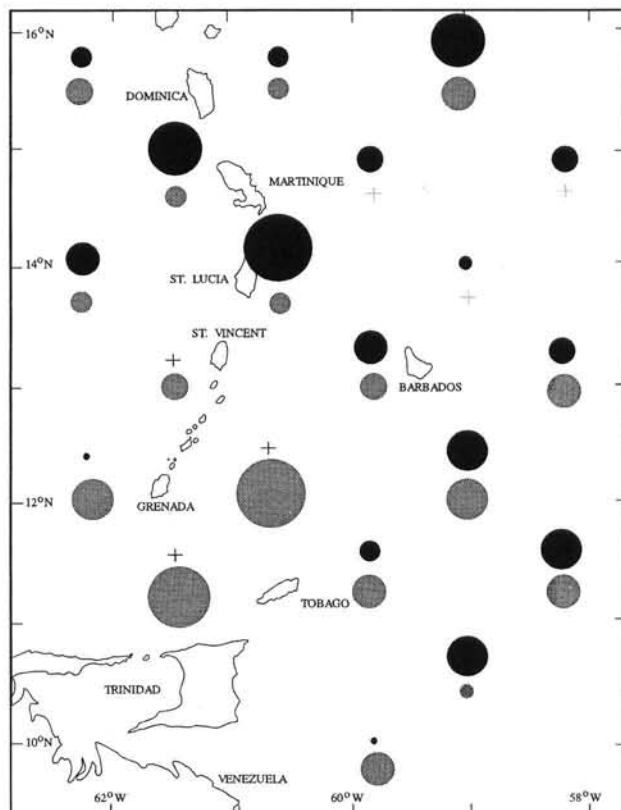 16°N
DOMINICA
MARTINIQUE
14°N
ST. LUCIA
ST. VINCENT
BARBADOS
12°N
GRENADA
TOBAGO
TRINIDAD
10°N
VENEZUELA
62°W
60°W
58°W